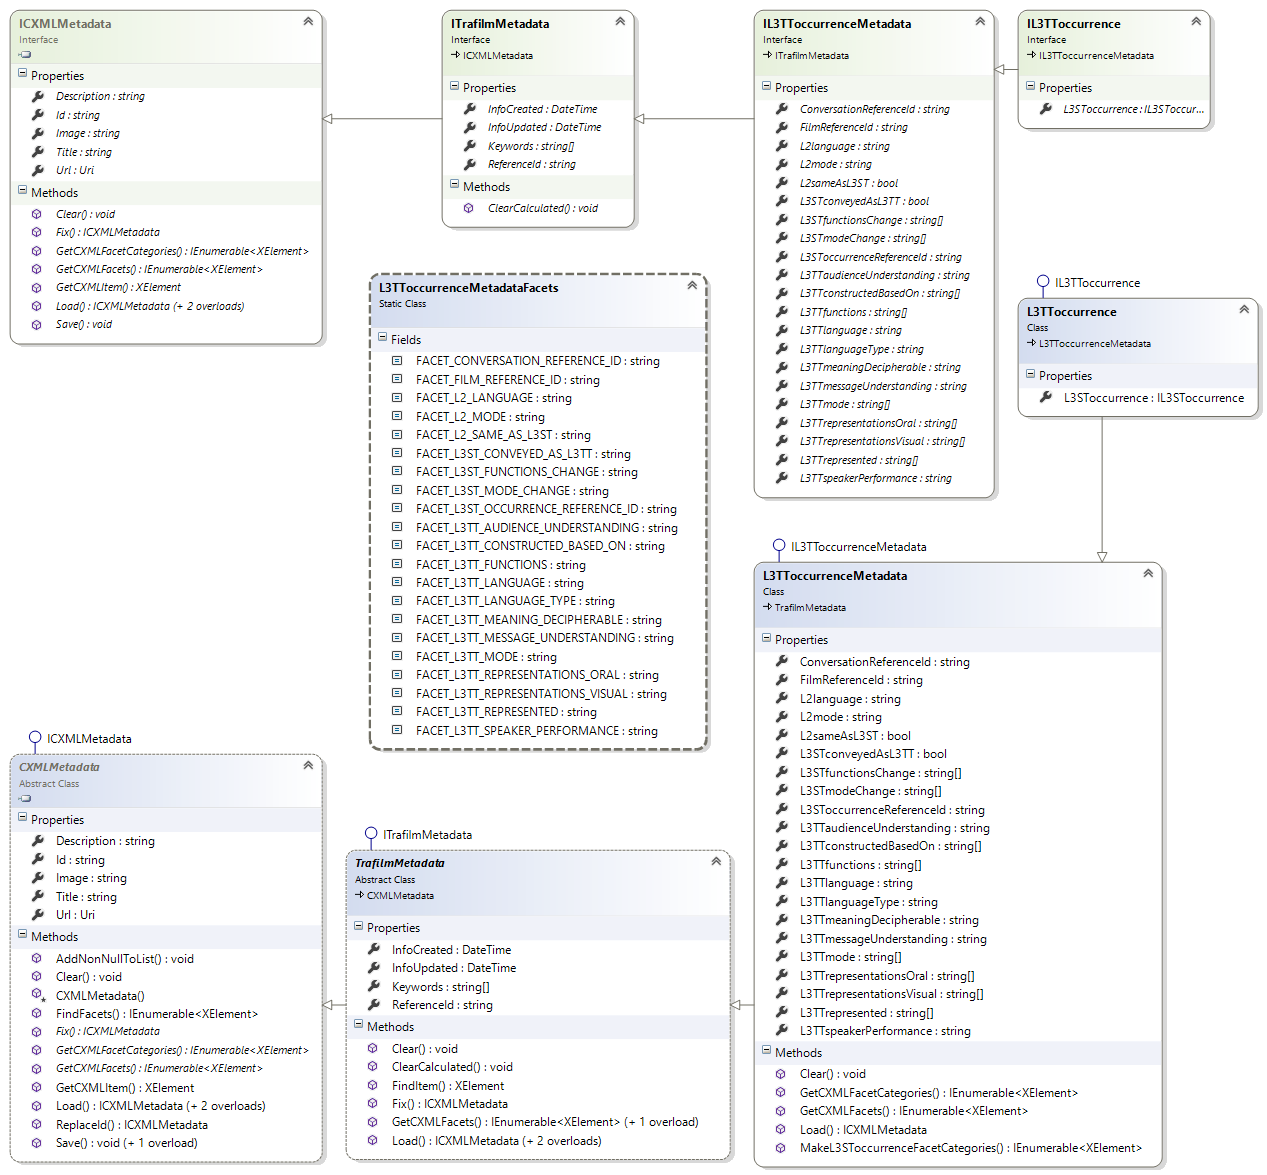 ICXMLMetadata
Interface
Properties
Description : string
Id : string
Image : string
Title : string
Url : Uri
Methods
Clear() : void
Fix() : ICXMLMetadata
GetCXMLFacetCategories() : IEnumerable<XElement>
GetCXMLFacets() : IEnumerable<XElement>
GetCXMLItem() : XElement
Load() : ICXMLMetadata (+ 2 overloads)
Save() : void
ITrafilmMetadata
Interface
ICXMLMetadata
Properties
InfoCreated : DateTime
InfoUpdated : DateTime
Keywords : string[]
ReferenceId : string
Methods
ClearCalculated() : void
IL3TToccurrenceMetadata
Interface
ITrafilmMetadata
Properties
ConversationReferenceId : string
FilmReferenceId : string
L2language : string
L2mode : string
L2sameAsL3ST : bool
L3STconveyedAsL3TT : bool
L3STfunctionsChange : string[]
L3STmodeChange : string[]
L3SToccurrenceReferenceId : string
L3TTaudienceUnderstanding : string
L3TTconstructedBasedOn : string[]
L3TTfunctions : string[]
L3TTlanguage : string
L3TTlanguageType : string
L3TTmeaningDecipherable : string
L3TTmessageUnderstanding : string
L3TTmode : string[]
L3TTrepresentationsOral : string[]
L3TTrepresentationsVisual : string[]
L3TTrepresented : string[]
L3TTspeakerPerformance : string
IL3TToccurrence
Interface
IL3TToccurrenceMetadata
Properties
L3SToccurrence : IL3SToccur...
L3TToccurrenceMetadataFacets
Static Class
Fields
FACET_CONVERSATION_REFERENCE_ID : string
FACET_FILM_REFERENCE_ID : string
FACET_L2_LANGUAGE : string
FACET_L2_MODE : string
FACET_L2_SAME_AS_L3ST : string
FACET_L3ST_CONVEYED_AS_L3TT : string
FACET_L3ST_FUNCTIONS_CHANGE : string
FACET_L3ST_MODE_CHANGE : string
FACET_L3ST_OCCURRENCE_REFERENCE_ID : string
FACET_L3TT_AUDIENCE_UNDERSTANDING : string
FACET_L3TT_CONSTRUCTED_BASED_ON : string
FACET_L3TT_FUNCTIONS : string
FACET_L3TT_LANGUAGE : string
FACET_L3TT_LANGUAGE_TYPE : string
FACET_L3TT_MEANING_DECIPHERABLE : string
FACET_L3TT_MESSAGE_UNDERSTANDING : string
FACET_L3TT_MODE : string
FACET_L3TT_REPRESENTATIONS_ORAL : string
FACET_L3TT_REPRESENTATIONS_VISUAL : string
FACET_L3TT_REPRESENTED : string
FACET_L3TT_SPEAKER_PERFORMANCE : string
IL3TToccurrence
L3TToccurrence
Class
L3TToccurrenceMetadata
Properties
L3SToccurrence : IL3SToccurrence
IL3TToccurrenceMetadata
L3TToccurrenceMetadata
Class
TrafilmMetadata
Properties
ConversationReferenceId : string
FilmReferenceId : string
L2language : string
L2mode : string
L2sameAsL3ST : bool
L3STconveyedAsL3TT : bool
L3STfunctionsChange : string[]
L3STmodeChange : string[]
L3SToccurrenceReferenceId : string
L3TTaudienceUnderstanding : string
L3TTconstructedBasedOn : string[]
L3TTfunctions : string[]
L3TTlanguage : string
L3TTlanguageType : string
L3TTmeaningDecipherable : string
L3TTmessageUnderstanding : string
L3TTmode : string[]
L3TTrepresentationsOral : string[]
L3TTrepresentationsVisual : string[]
L3TTrepresented : string[]
L3TTspeakerPerformance : string
Methods
Clear() : void
GetCXMLFacetCategories() : IEnumerable<XElement>
GetCXMLFacets() : IEnumerable<XElement>
Load() : ICXMLMetadata
MakeL3SToccurrenceFacetCategories() : IEnumerable<XElement>
ICXMLMetadata
CXMLMetadata
Abstract Class
Properties
Description : string
Id : string
Image : string
Title : string
Url : Uri
Methods
AddNonNullToList() : void
Clear() : void
CXMLMetadata()
FindFacets() : IEnumerable<XElement>
Fix() : ICXMLMetadata
GetCXMLFacetCategories() : IEnumerable<XElement>
GetCXMLFacets() : IEnumerable<XElement>
GetCXMLItem() : XElement
Load() : ICXMLMetadata (+ 2 overloads)
ReplaceId() : ICXMLMetadata
Save() : void (+ 1 overload)
ITrafilmMetadata
TrafilmMetadata
Abstract Class
CXMLMetadata
Properties
InfoCreated : DateTime
InfoUpdated : DateTime
Keywords : string[]
ReferenceId : string
Methods
Clear() : void
ClearCalculated() : void
FindItem() : XElement
Fix() : ICXMLMetadata
GetCXMLFacets() : IEnumerable<XElement> (+ 1 overload)
Load() : ICXMLMetadata (+ 2 overloads)